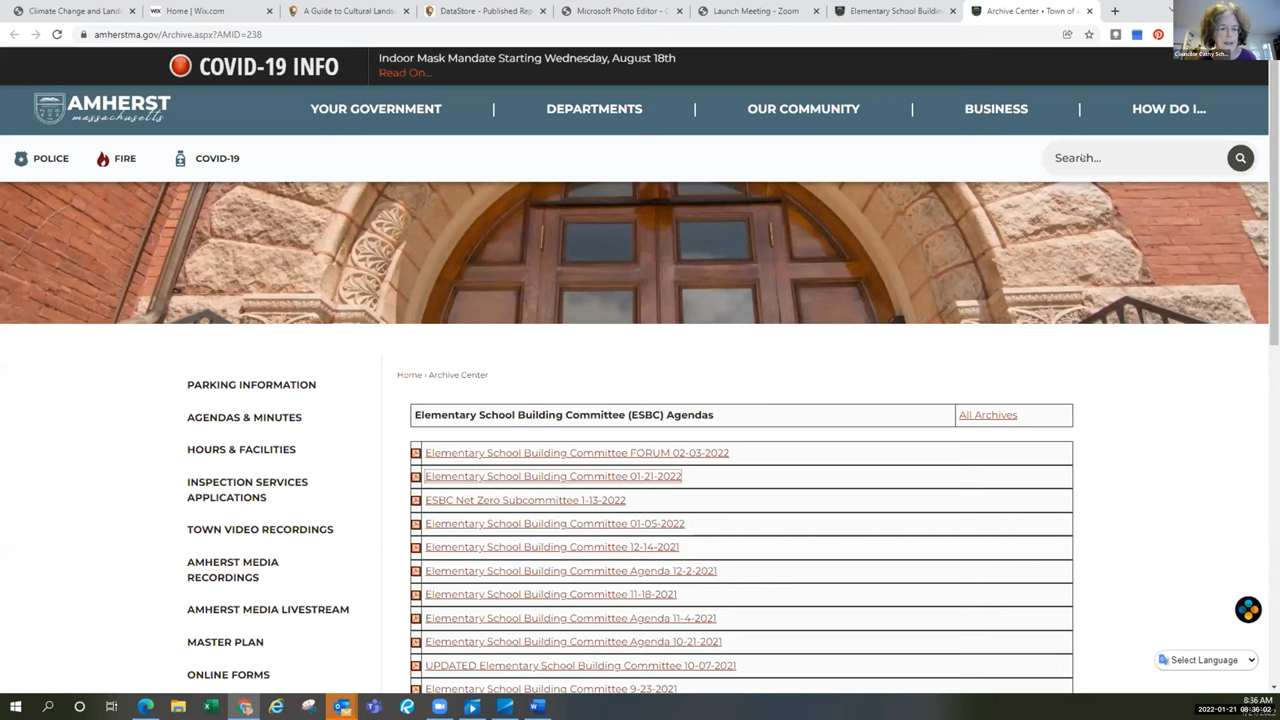 Climate Change and Land
Home | Wix.com
A Guide to Cultural Lands
DataStore - Published Rep
Microsoft Photo Editor - C
Launch Meeting - Zoom
Elementary School Buildin
Archive Center • Town of A
amherstma.gov/Archive.aspx?AMID=238
Councilor Cathy Sch
COVID-19 INFO
Indoor Mask Mandate Starting Wednesday, August 18th
Read On...
AMHERST
massachusetts
YOUR GOVERNMENT
DEPARTMENTS
OUR COMMUNITY
BUSINESS
HOW DO I...
POLICE
FIRE
COVID-19
Search...
PARKING INFORMATION
AGENDAS & MINUTES
HOURS & FACILITIES
INSPECTION SERVICES
APPLICATIONS
TOWN VIDEO RECORDINGS
AMHERST MEDIA
RECORDINGS
AMHERST MEDIA LIVESTREAM
MASTER PLAN
ONLINE FORMS
Home › Archive Center
Elementary School Building Committee (ESBC) Agendas
All Archives
Elementary School Building Committee FORUM 02-03-2022
Elementary School Building Committee 01-21-2022
ESBC Net Zero Subcommittee 1-13-2022
Elementary School Building Committee 01-05-2022
Elementary School Building Committee 12-14-2021
Elementary School Building Committee Agenda 12-2-2021
Elementary School Building Committee 11-18-2021
Elementary School Building Committee Agenda 11-4-2021
Elementary School Building Committee Agenda 10-21-2021
UPDATED Elementary School Building Committee 10-07-2021
Elementary School Building Committee 9-23-2021
Select Language
8:36 AM
2022-01-21 08:36:02